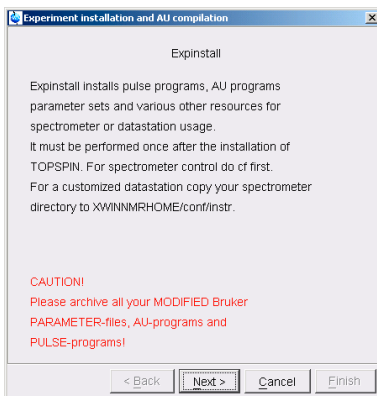 Experiment installation and AU compilation
Expinstall
Expinstall installs pulse programs, AU programs
parameter sets and various other resources for
spectrometer or datastation usage.
It must be performed once after the installation of
TOPSPIN. For spectrometer control do cf first.
For a customized datastation copy your spectrometer
directory to XWINNMRHOME/conf/instr.
CAUTION!
Please archive all your MODIFIED Bruker
PARAMETER-files, AU-programs and
PULSE-programs!
< Back Next > Cancel Finish